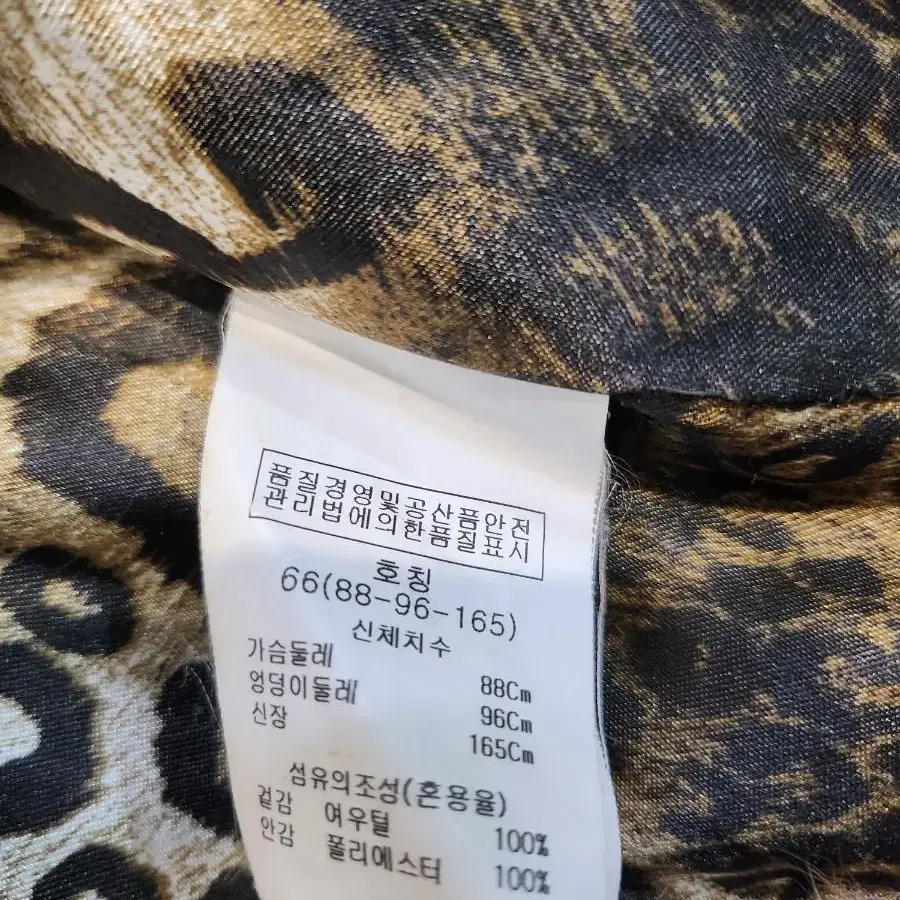 품질경영및공산품안전
관리법에의한품질표시
호칭
66(88-96-165)
신체치수
가슴둘레 88Cm
엉덩이둘레 96Cm
신장 165Cm
섬유의조성(혼용율)
겉감 여우털 100%
안감 폴리에스터 100%